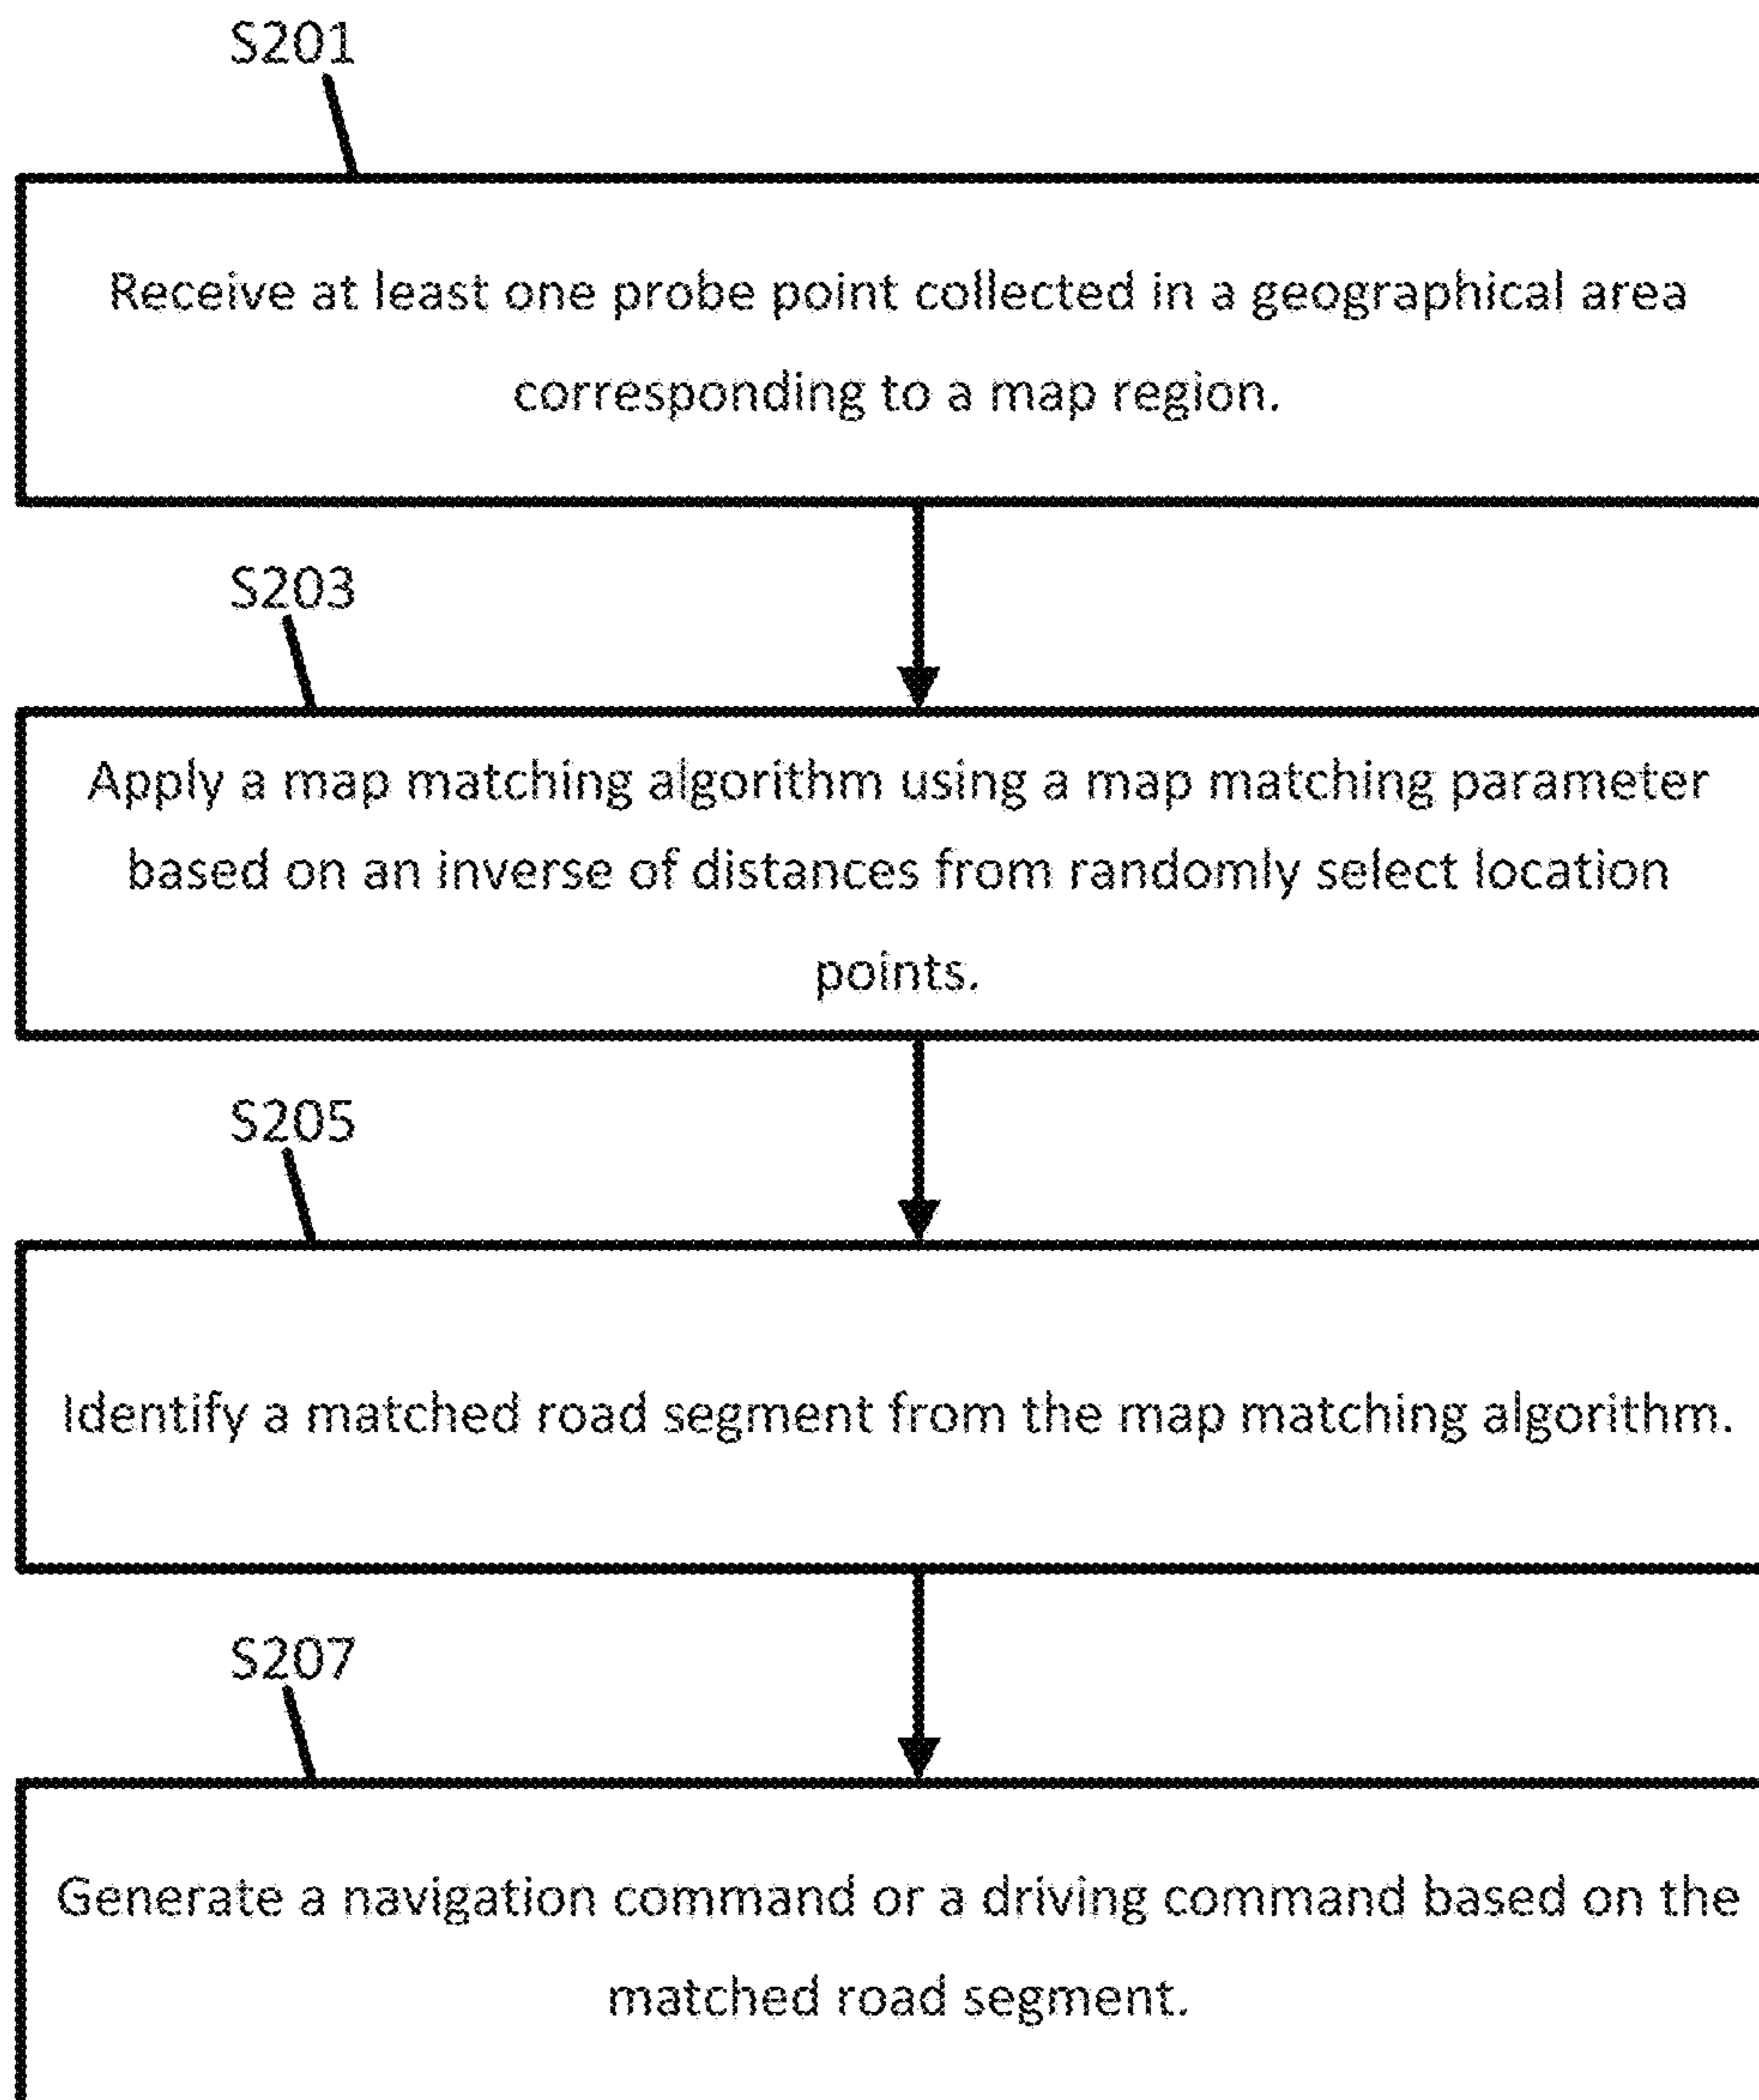 S201
Receive at least one probe point collected in a geographical area
corresponding to a map region.
S203
Apply a map matching algorithm using a map matching parameter
based on an inverse of distances from randomly select location
points.
S205
Identify a matched road segment from the map matching algorithm.
S207
Generate a navigation command or a driving command based on the
matched road segment.